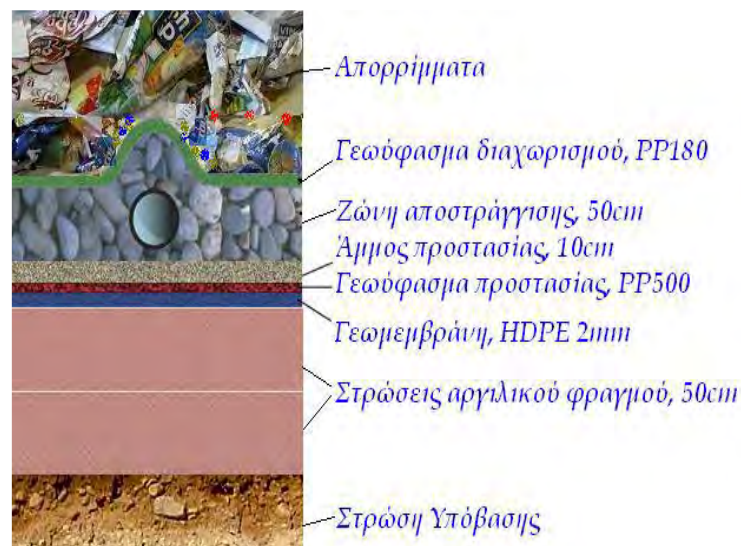 Απορρίμματα
Γεωύφασμα διαχωρισμού, PP180
Ζώνη αποστράγγισης, 50cm
Άμμος προστασίας, 10cm
Γεωύφασμα προστασίας, PP500
Γεωμεμβράνη, HDPE 2mm
Στρώσεις αργιλικού φραγμού, 50cm
Στρώση Υπόβασης